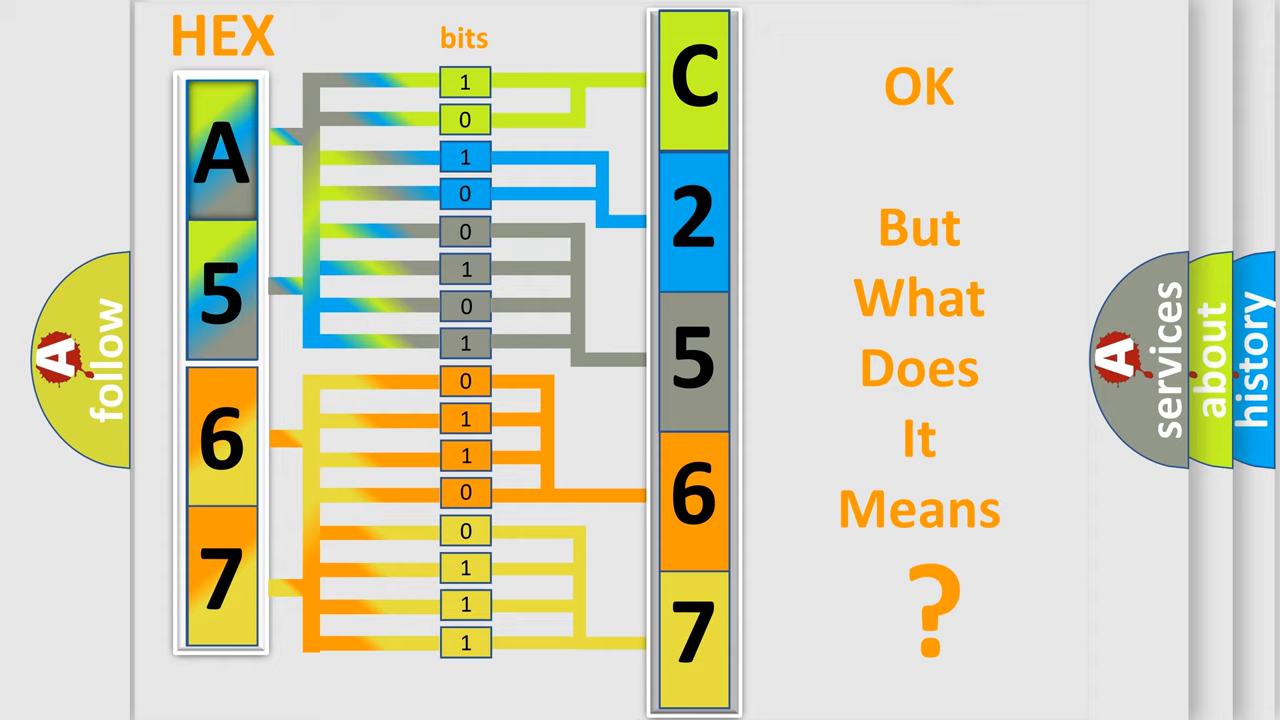 HEX
bits
A
5
6
7
1
0
1
0
0
1
0
1
0
1
1
0
0
1
1
1
C
2
5
6
7
OK
But
What
Does
It
Means
?
A
follow
A
services
about
history